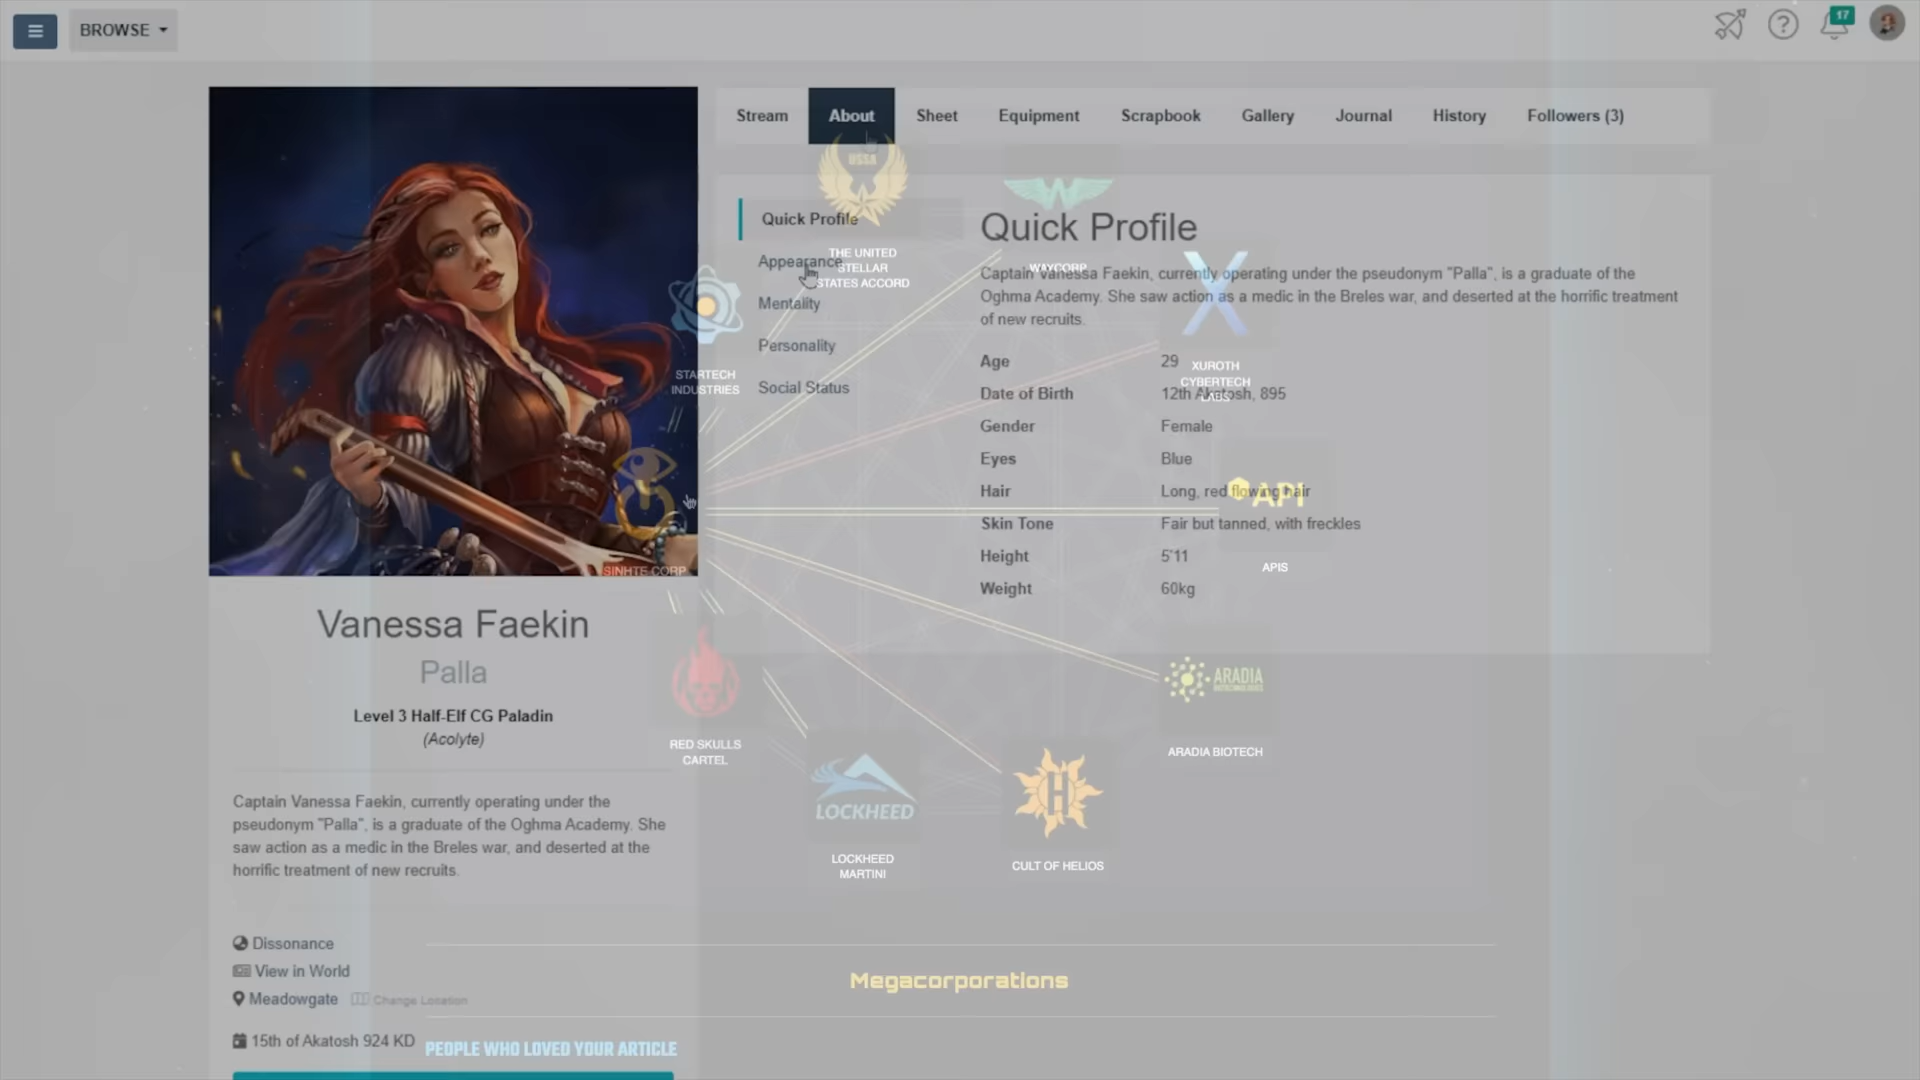 BROWSE
17
Stream
About
Sheet
Equipment
Scrapbook
Gallery
Journal
History
Followers (3)
Quick Profile
Appearance
Mentality
Personality
Social Status
Quick Profile
Captain Vanessa Faekin, currently operating under the pseudonym "Palla", is a graduate of the
Oghma Academy. She saw action as a medic in the Breles war, and deserted at the horrific treatment
of new recruits.
Age 29
Date of Birth 12th Akatosh, 895
Gender Female
Eyes Blue
Hair Long, red flowing hair
Skin Tone Fair but tanned, with freckles
Height 5'11
Weight 60kg
USSA
THE UNITED
STELLAR
STATES ACCORD
W
WAYCORP
X
XUROTH
CYBERTECH
LABS
STARTECH
INDUSTRIES
API
APIS
SINHTE CORP
ARADIA
ARADIA BIOTECH
RED SKULLS
CARTEL
LOCKHEED
LOCKHEED
MARTINI
H
CULT OF HELIOS
Vanessa Faekin
Palla
Level 3 Half-Elf CG Paladin
(Acolyte)
Captain Vanessa Faekin, currently operating under the
pseudonym "Palla", is a graduate of the Oghma Academy. She
saw action as a medic in the Breles war, and deserted at the
horrific treatment of new recruits.
Dissonance
View in World
Meadowgate Change Location
15th of Akatosh 924 KD
Megacorporations
PEOPLE WHO LOVED YOUR ARTICLE